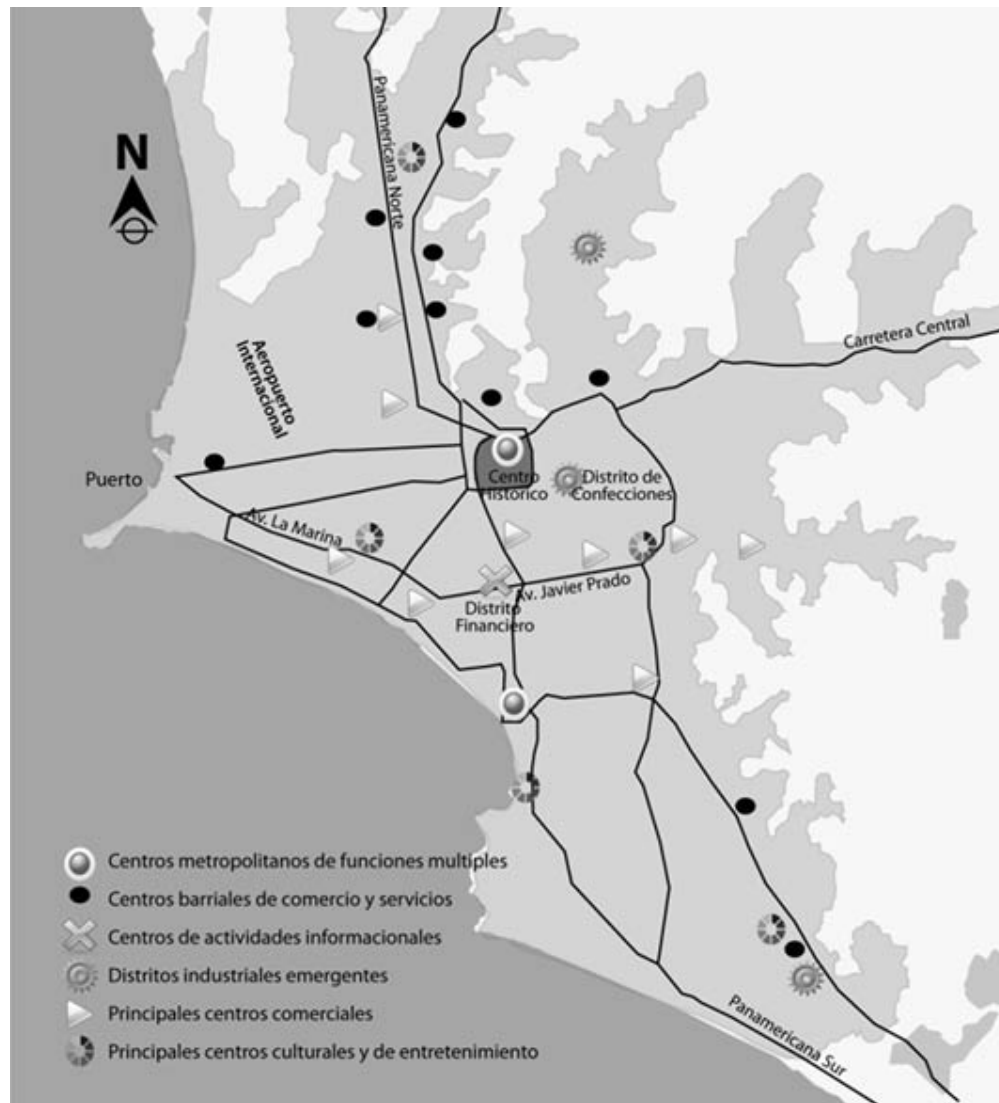 Panamericana Norte
N
Carretera Central
Aeropuerto
Internacional
Puerto
Centro
Histórico
Distrito de
Confecciones
Av. La Marina
Av. Javier Prado
Distrito
Financiero
Centros metropolitanos de funciones multiples
Centros barriales de comercio y servicios
Centros de actividades informacionales
Distritos industriales emergentes
Principales centros comerciales
Principales centros culturales y de entretenimiento
Panamericana Sur